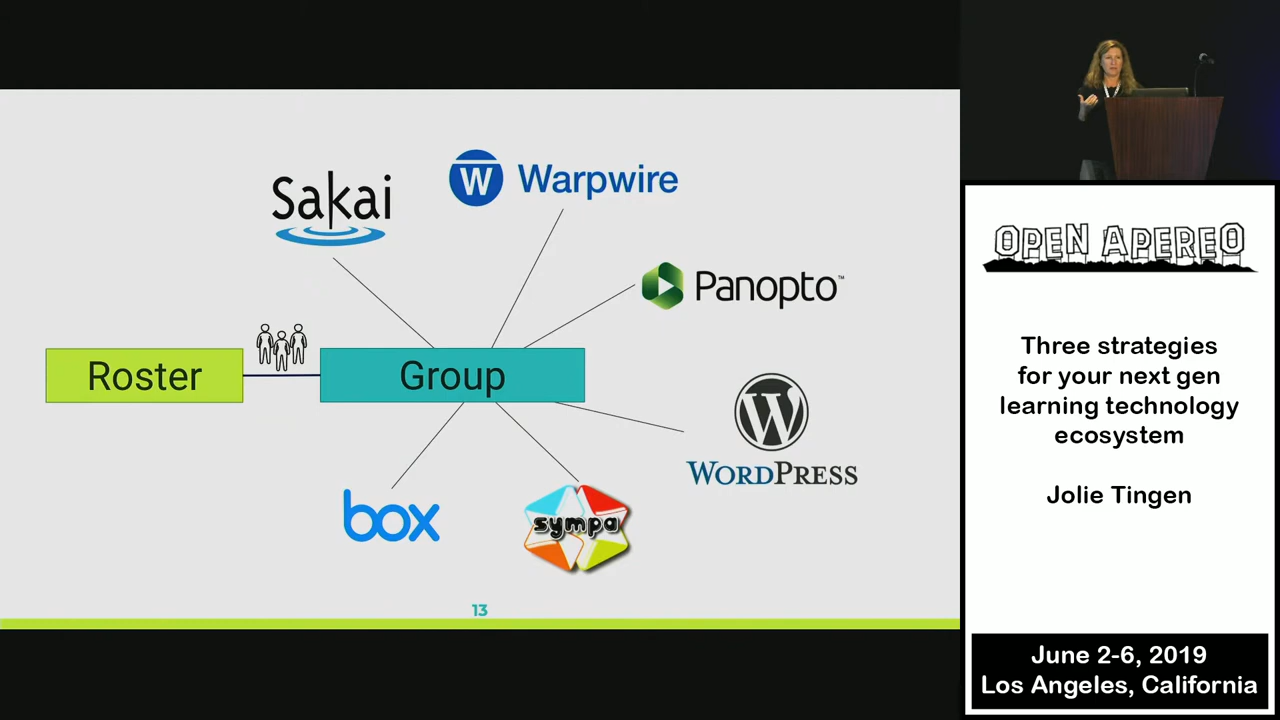 Sakai
W Warpwire
Panopto™
Roster
Group
W
WORDPRESS
box
sympa
13
OPEN APEREO
Three strategies
for your next gen
learning technology
ecosystem
Jolie Tingen
June 2-6, 2019
Los Angeles, California